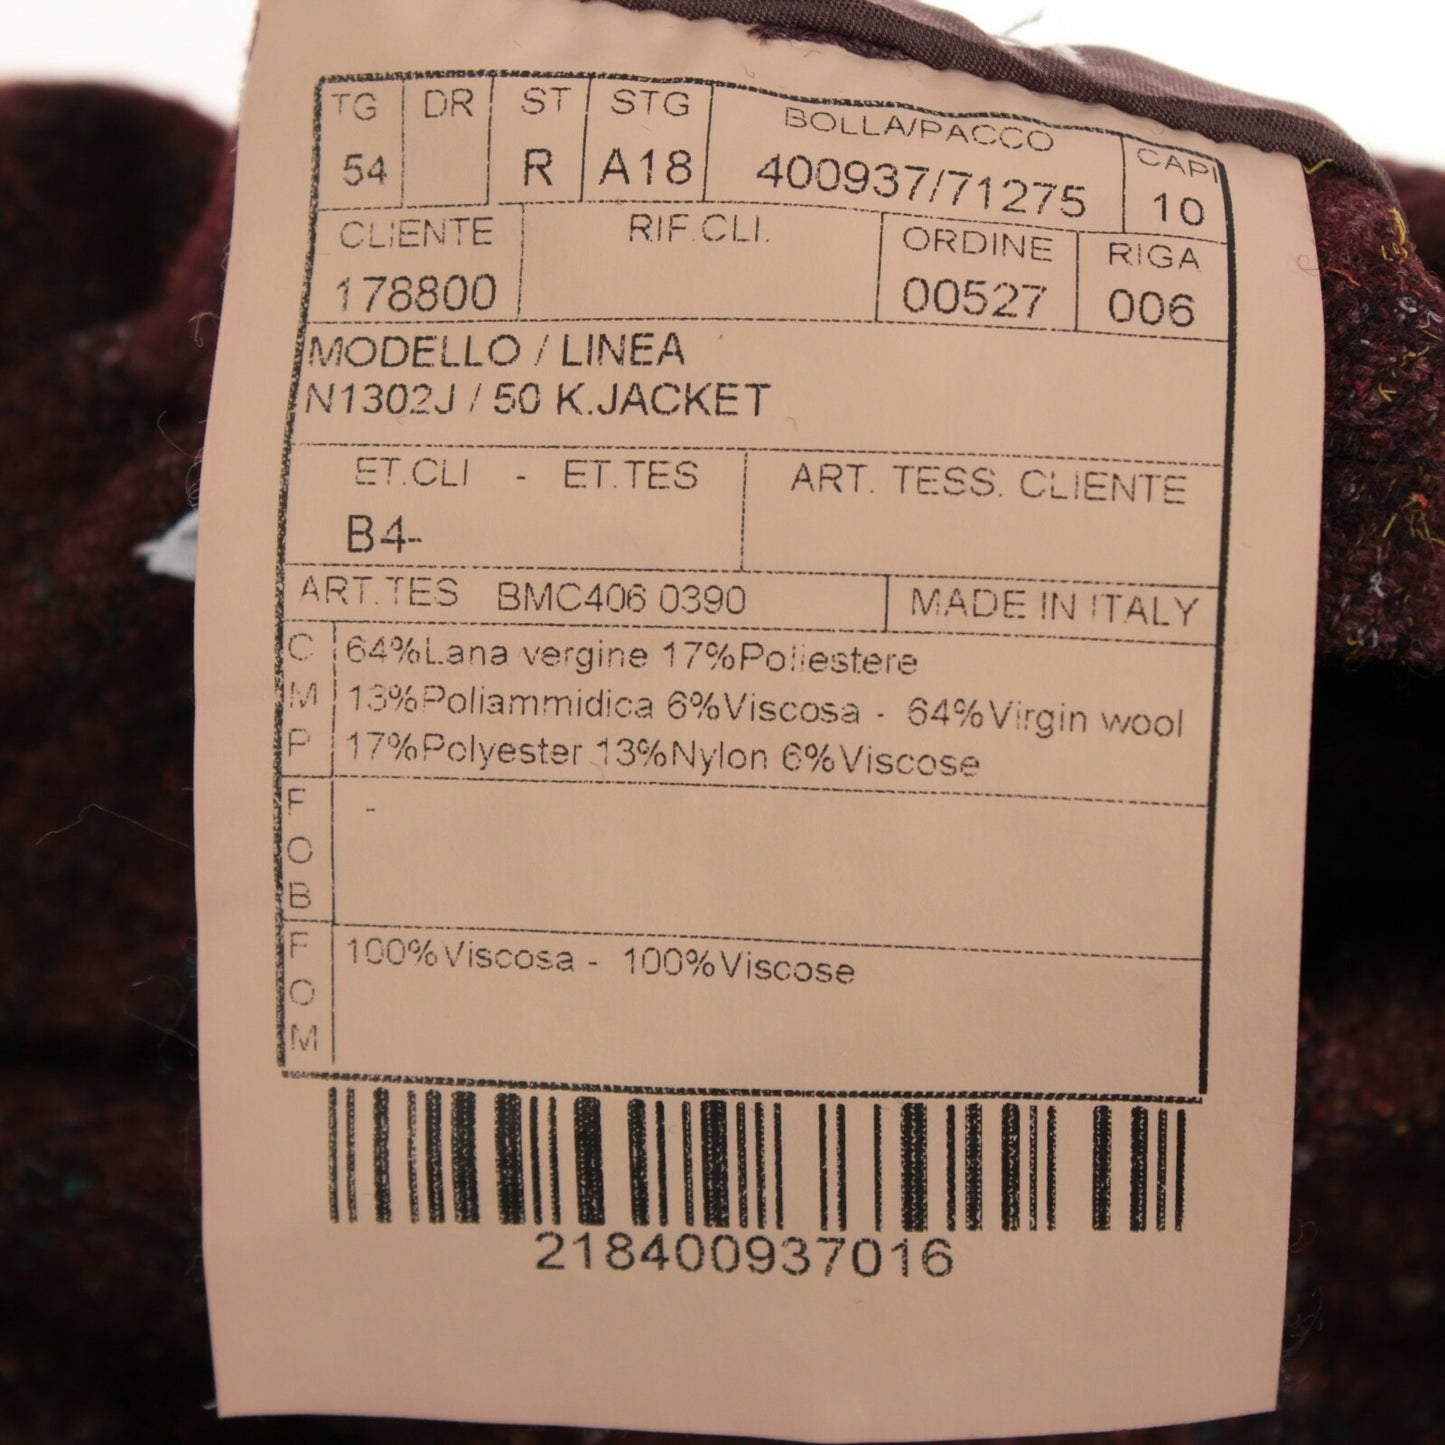 TG DR ST STG BOLLA/PACCO CAPI
54 R A18 400937/71275 10
CLIENTE RIF.CLI. ORDINE RIGA
178800 00527 006
MODELLO / LINEA
N1302J / 50 K.JACKET
ET.CLI - ET.TES ART. TESS. CLIENTE
B4-
ART.TES BMC406 0390 MADE IN ITALY
C 64%Lana vergine 17%Poliestere
M 13%Poliammidica 6%Viscosa - 64%Virgin wool
P 17%Polyester 13%Nylon 6%Viscose
F -
O
B
F 100%Viscosa - 100%Viscose
O
M
218400937016